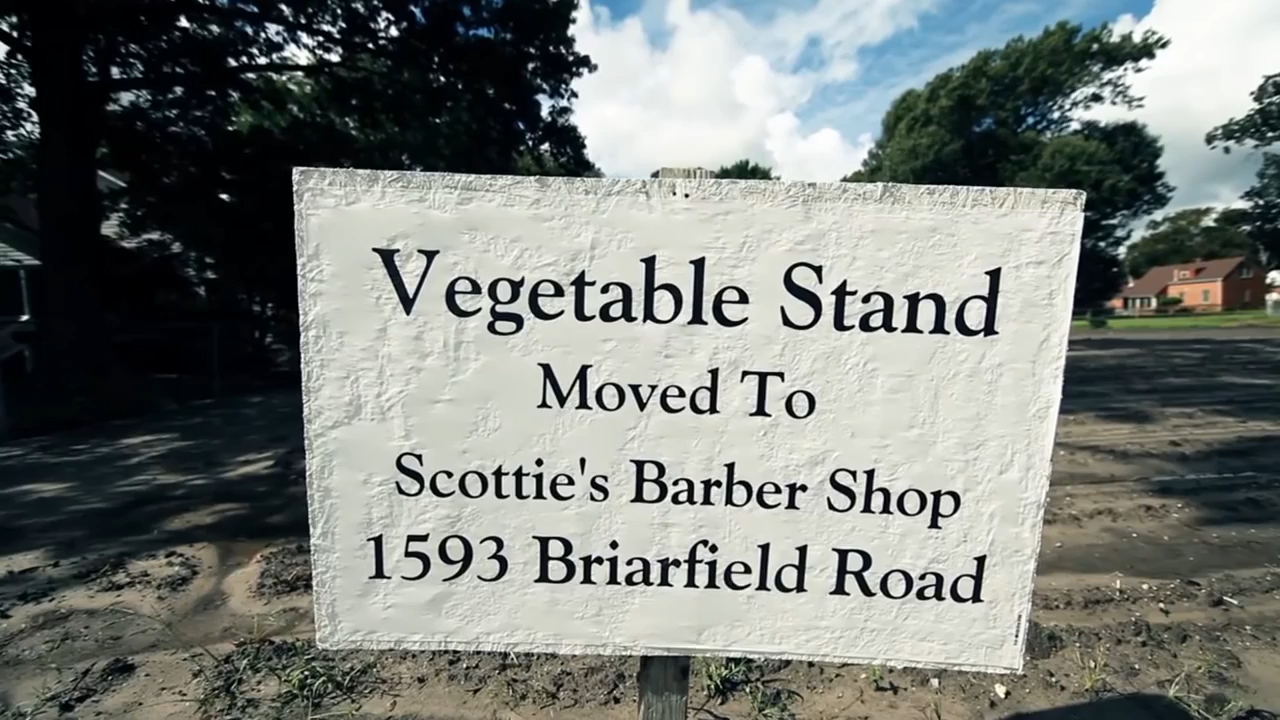 Vegetable Stand
Moved To
Scottie's Barber Shop
1593 Briarfield Road